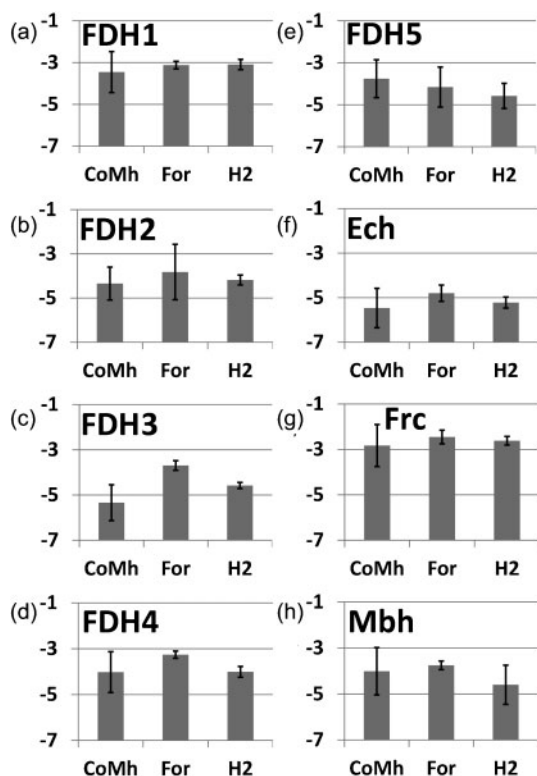 (a) -1 FDH1
-3
-5
-7
CoMh For H2
(b) -1 FDH2
-3
-5
-7
CoMh For H2
(c) -1 FDH3
-3
-5
-7
CoMh For H2
(d) -1 FDH4
-3
-5
-7
CoMh For H2
(e) -1 FDH5
-3
-5
-7
CoMh For H2
(f) -1 Ech
-3
-5
-7
CoMh For H2
(g) -1 Frc
-3
-5
-7
CoMh For H2
(h) -1 Mbh
-3
-5
-7
CoMh For H2